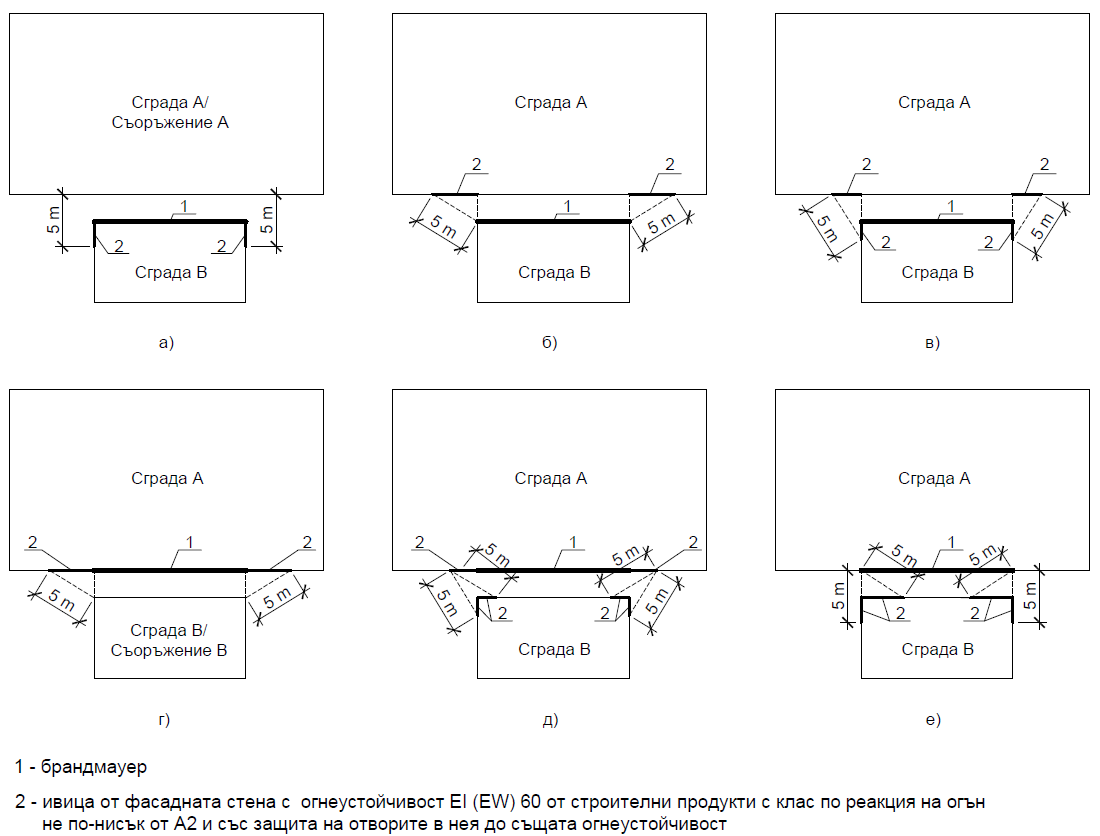 Сграда А/
Съоръжение А
2
2
5 m
1
5 m
2
2
Сграда В
а)
Сграда А
2
2
1
5 m
5 m
Сграда В
б)
Сграда А
2
2
1
5 m
5 m
2
2
Сграда В
в)
Сграда А
2
1
2
5 m
5 m
Сграда В/
Съоръжение В
г)
Сграда А
2
5 m
1
5 m
2
5 m
5 m
2
2
Сграда В
д)
Сграда А
1
5 m
5 m
5 m
5 m
2
2
Сграда В
е)
1 - брандмауер
2 - ивица от фасадната стена с огнеустойчивост EI (EW) 60 от строителни продукти с клас по реакция на огън
не по-нисък от А2 и със защита на отворите в нея до същата огнеустойчивост